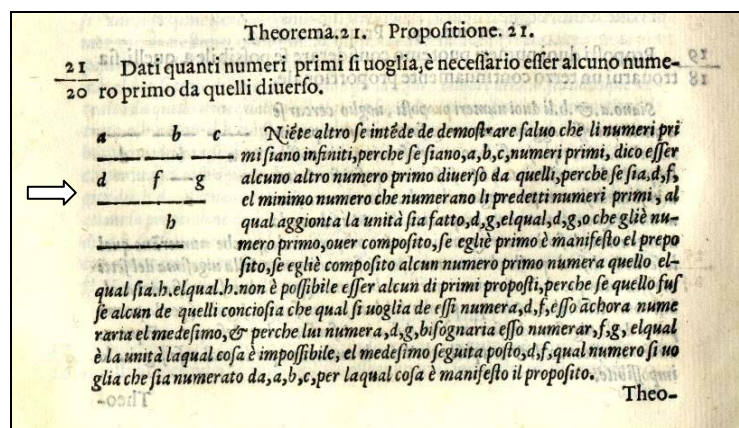 Theorema.21. Propoſitione. 21.
21
20
Dati quanti numeri primi ſi uoglia,è neceſſario eſſer alcuno nume-
ro primo da quelli diuerſo.
a b c
d f g
h
Niẽte altro ſe intẽde de demoſtrare ſaluo che li numeri pri
mi ſiano infiniti,perche ſe ſiano,a,b,c,numeri primi, dico eſſer
alcuno altro numero primo diuerſo da quelli,perche ſe ſia,d,f,
el minimo numero che numerano li predetti numeri primi, al
qual aggionta la unità ſia fatto,d,g,elqual,d,g,o che gliè nu-
mero primo,ouer compoſito,ſe egliè primo è manifeſto el prepo
ſito,ſe egliè compoſito alcun numero primo numera quello el-
qual ſia.h.elqual.h.non è poſſibile eſſer alcun di primi propoſti,perche ſe quello fuſ
ſe alcun de quelli concioſia che qual ſi uoglia de eſſi numera,d,f,eſſo ãchora nume
raria el medeſimo,& perche lui numera,d,g,biſognaria eſſo numerar,f,g, elqual
è la unità laqual coſa è impoſſibile, el medeſimo ſeguita poſto,d,f,qual numero ſi uo
glia che ſia numerato da,a,b,c,per laqual coſa è manifeſto il propoſito.
Theo-